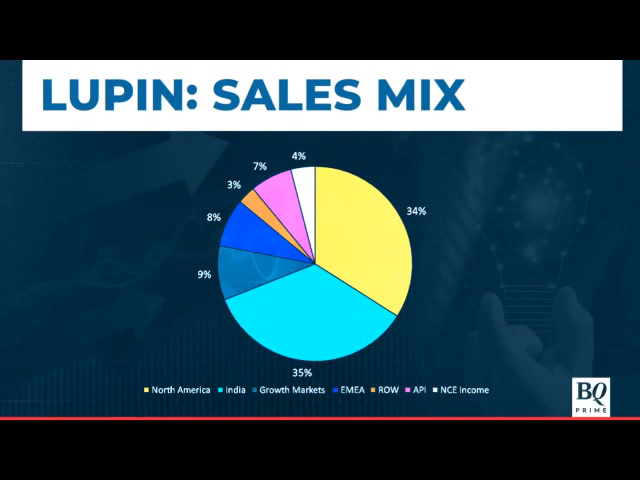 LUPIN: SALES MIX
4%
7%
3%
34%
8%
9%
35%
North America India Growth Markets EMEA ROW API NCE Income
BQ
PRIME